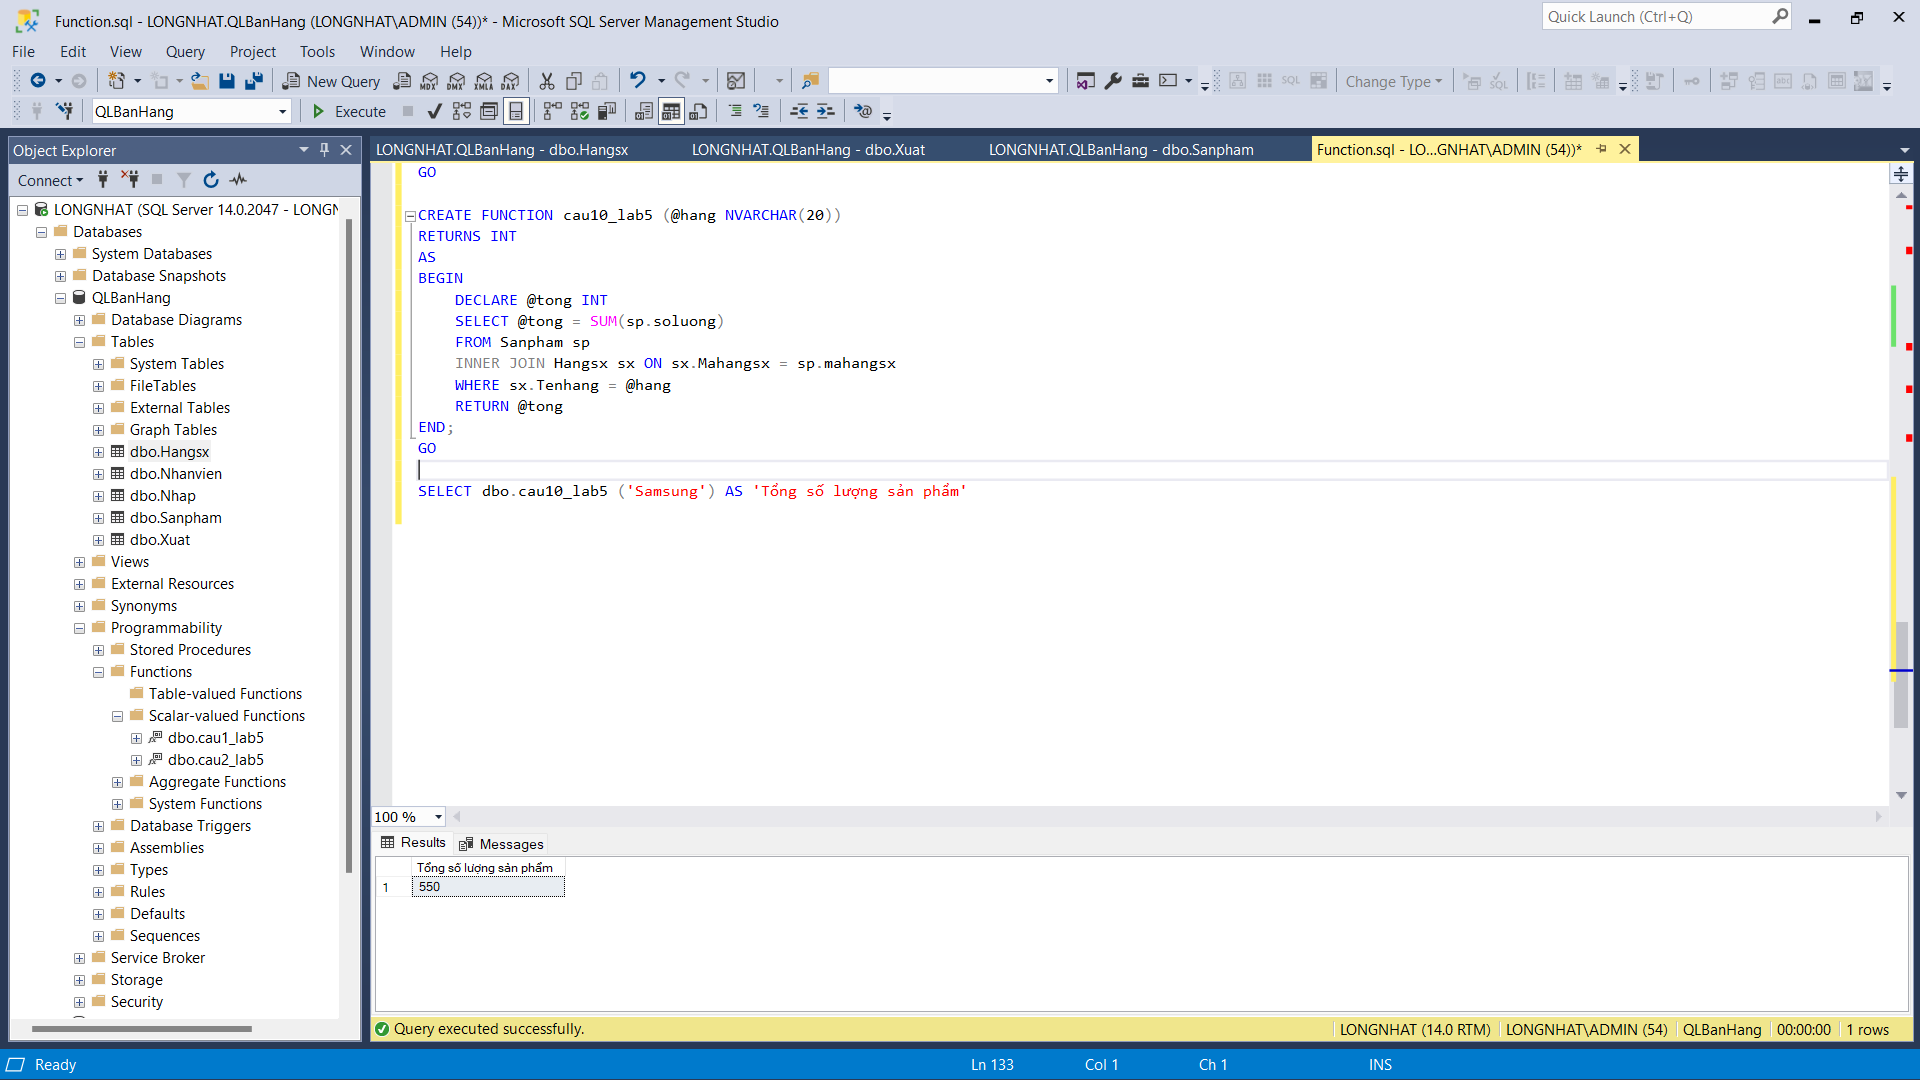 Function.sql - LONGNHAT.QLBanHang (LONGNHAT\ADMIN (54))* - Microsoft SQL Server Management Studio
Quick Launch (Ctrl+Q)
File Edit View Query Project Tools Window Help
New Query
Change Type
QLBanHang
Execute
Object Explorer
Connect
LONGNHAT (SQL Server 14.0.2047 - LONGN
Databases
System Databases
Database Snapshots
QLBanHang
Database Diagrams
Tables
System Tables
FileTables
External Tables
Graph Tables
dbo.Hangsx
dbo.Nhanvien
dbo.Nhap
dbo.Sanpham
dbo.Xuat
Views
External Resources
Synonyms
Programmability
Stored Procedures
Functions
Table-valued Functions
Scalar-valued Functions
dbo.cau1_lab5
dbo.cau2_lab5
Aggregate Functions
System Functions
Database Triggers
Assemblies
Types
Rules
Defaults
Sequences
Service Broker
Storage
Security
LONGNHAT.QLBanHang - dbo.Hangsx
LONGNHAT.QLBanHang - dbo.Xuat
LONGNHAT.QLBanHang - dbo.Sanpham
Function.sql - LO...GNHAT\ADMIN (54))*
GO
CREATE FUNCTION cau10_lab5 (@hang NVARCHAR(20))
RETURNS INT
AS
BEGIN
DECLARE @tong INT
SELECT @tong = SUM(sp.soluong)
FROM Sanpham sp
INNER JOIN Hangsx sx ON sx.Mahangsx = sp.mahangsx
WHERE sx.Tenhang = @hang
RETURN @tong
END;
GO
SELECT dbo.cau10_lab5 ('Samsung') AS 'Tổng số lượng sản phẩm'
100 %
Results Messages
Tổng số lượng sản phẩm
1 550
Query executed successfully.
LONGNHAT (14.0 RTM) LONGNHAT\ADMIN (54) QLBanHang 00:00:00 1 rows
Ready Ln 133 Col 1 Ch 1 INS